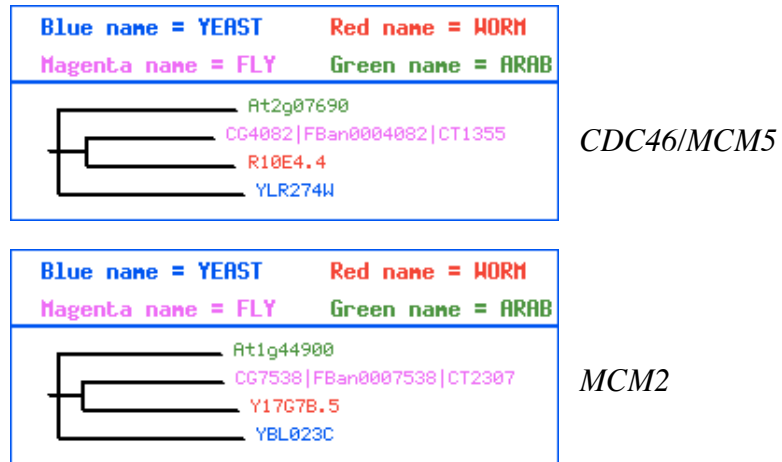 Blue name = YEAST Red name = WORM
Magenta name = FLY Green name = ARAB
At2g07690
CG4082|FBan0004082|CT1355
R10E4.4
YLR274W
CDC46/MCM5
Blue name = YEAST Red name = WORM
Magenta name = FLY Green name = ARAB
At1g44900
CG7538|FBan0007538|CT2307
Y17G7B.5
YBL023C
MCM2